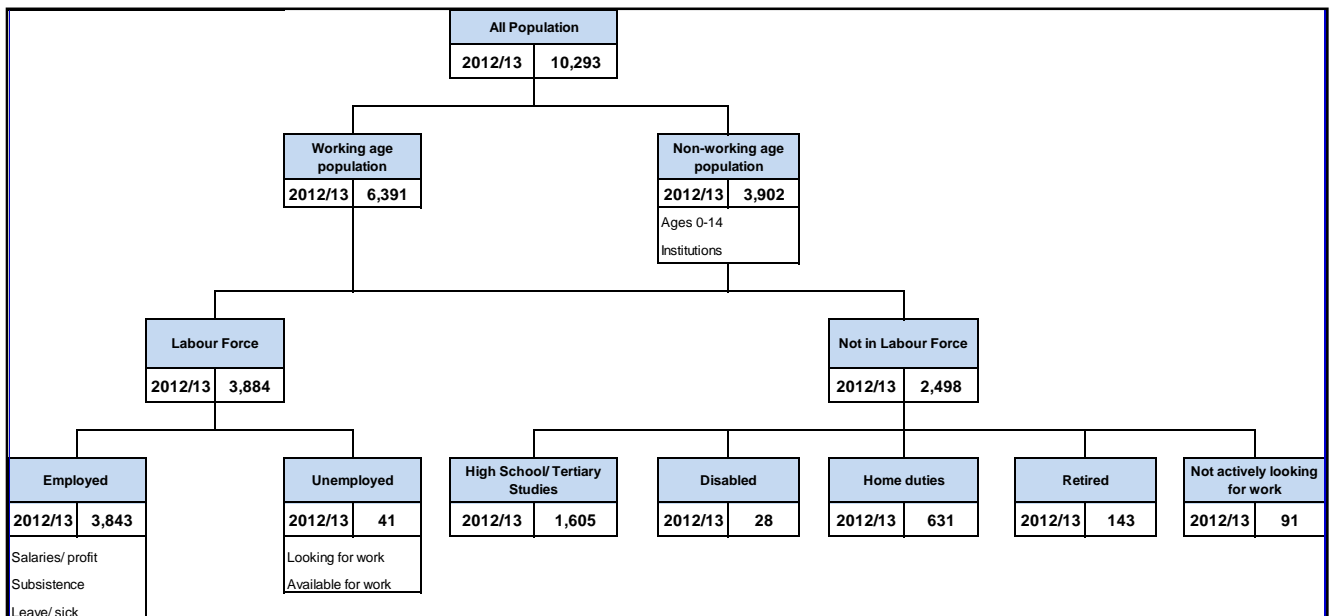 All Population
2012/13 10,293
Working age
population
2012/13 6,391
Non-working age
population
2012/13 3,902
Ages 0-14
Institutions
Labour Force
2012/13 3,884
Not in Labour Force
2012/13 2,498
Employed
2012/13 3,843
Salaries/ profit
Subsistence
Leave/ sick
Unemployed
2012/13 41
Looking for work
Available for work
High School/ Tertiary
Studies
2012/13 1,605
Disabled
2012/13 28
Home duties
2012/13 631
Retired
2012/13 143
Not actively looking
for work
2012/13 91